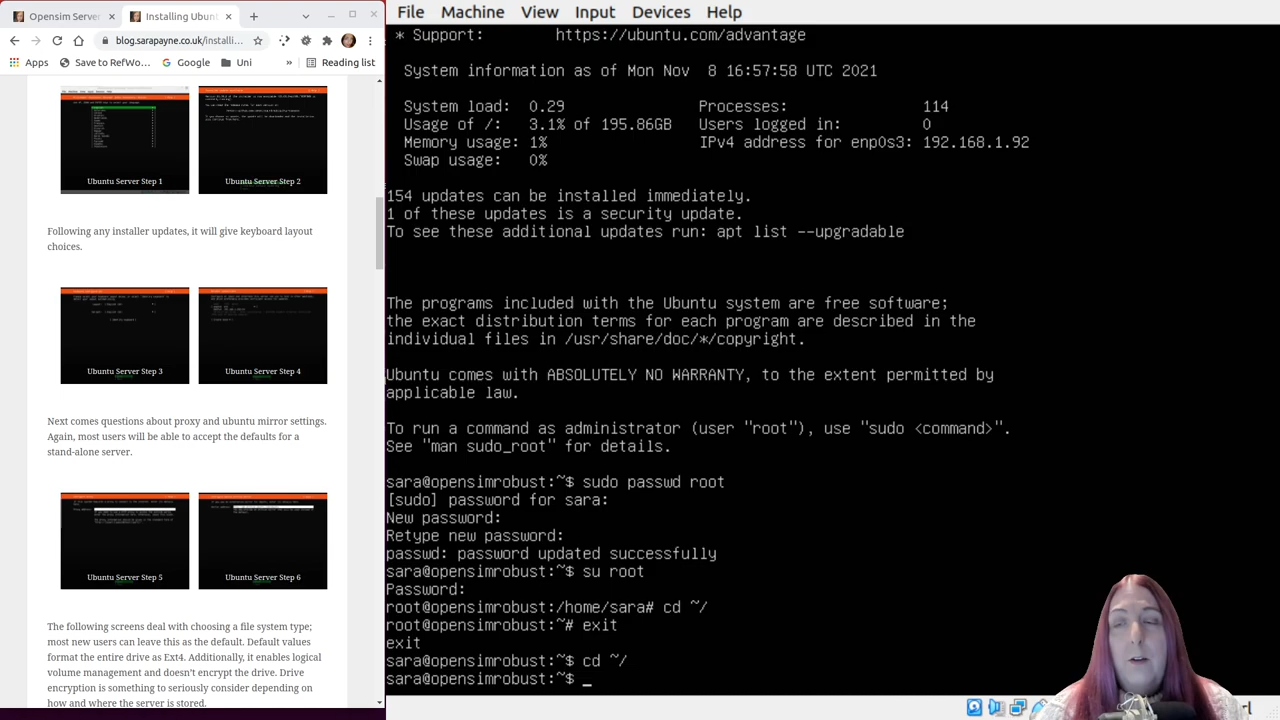 Opensim Serve
Installing Ubunt
blog.sarapayne.co.uk/installi...
Apps
Save to RefWo...
Google
Uni
»
Reading list
Ubuntu Server Step 1
Ubuntu Server Step 2
Following any installer updates, it will give keyboard layout
choices.
Ubuntu Server Step 3
Ubuntu Server Step 4
Next comes questions about proxy and ubuntu mirror settings.
Again, most users will be able to accept the defaults for a
stand-alone server.
Ubuntu Server Step 5
Ubuntu Server Step 6
The following screens deal with choosing a file system type;
most new users can leave this as the default. Default values
format the entire drive as Ext4. Additionally, it enables logical
volume management and doesn't encrypt the drive. Drive
encryption is something to seriously consider depending on
how and where the server is stored.
File Machine View Input Devices Help
* Support: https://ubuntu.com/advantage
System information as of Mon Nov 8 16:57:58 UTC 2021
System load: 0.29 Processes: 114
Usage of /: 3.1% of 195.86GB Users logged in: 0
Memory usage: 1% IPv4 address for enp0s3: 192.168.1.92
Swap usage: 0%
154 updates can be installed immediately.
1 of these updates is a security update.
To see these additional updates run: apt list --upgradable
The programs included with the Ubuntu system are free software;
the exact distribution terms for each program are described in the
individual files in /usr/share/doc/*/copyright.
Ubuntu comes with ABSOLUTELY NO WARRANTY, to the extent permitted by
applicable law.
To run a command as administrator (user "root"), use "sudo <command>".
See "man sudo_root" for details.
sara@opensimrobust:~$ sudo passwd root
[sudo] password for sara:
New password:
Retype new password:
passwd: password updated successfully
sara@opensimrobust:~$ su root
Password:
root@opensimrobust:/home/sara# cd ~/
root@opensimrobust:~# exit
exit
sara@opensimrobust:~$ cd ~/
sara@opensimrobust:~$ _